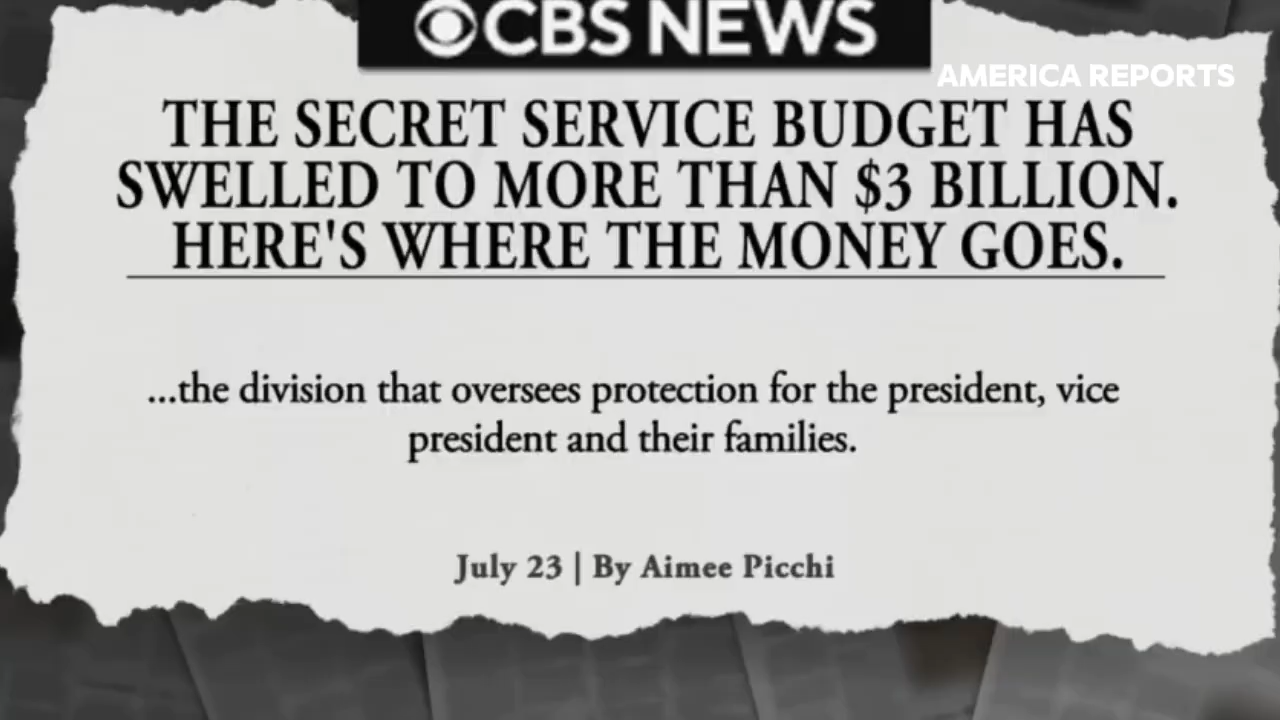 CBS NEWS
AMERICA REPORTS
THE SECRET SERVICE BUDGET HAS
SWELLED TO MORE THAN $3 BILLION.
HERE'S WHERE THE MONEY GOES.
...the division that oversees protection for the president, vice
president and their families.
July 23 | By Aimee Picchi